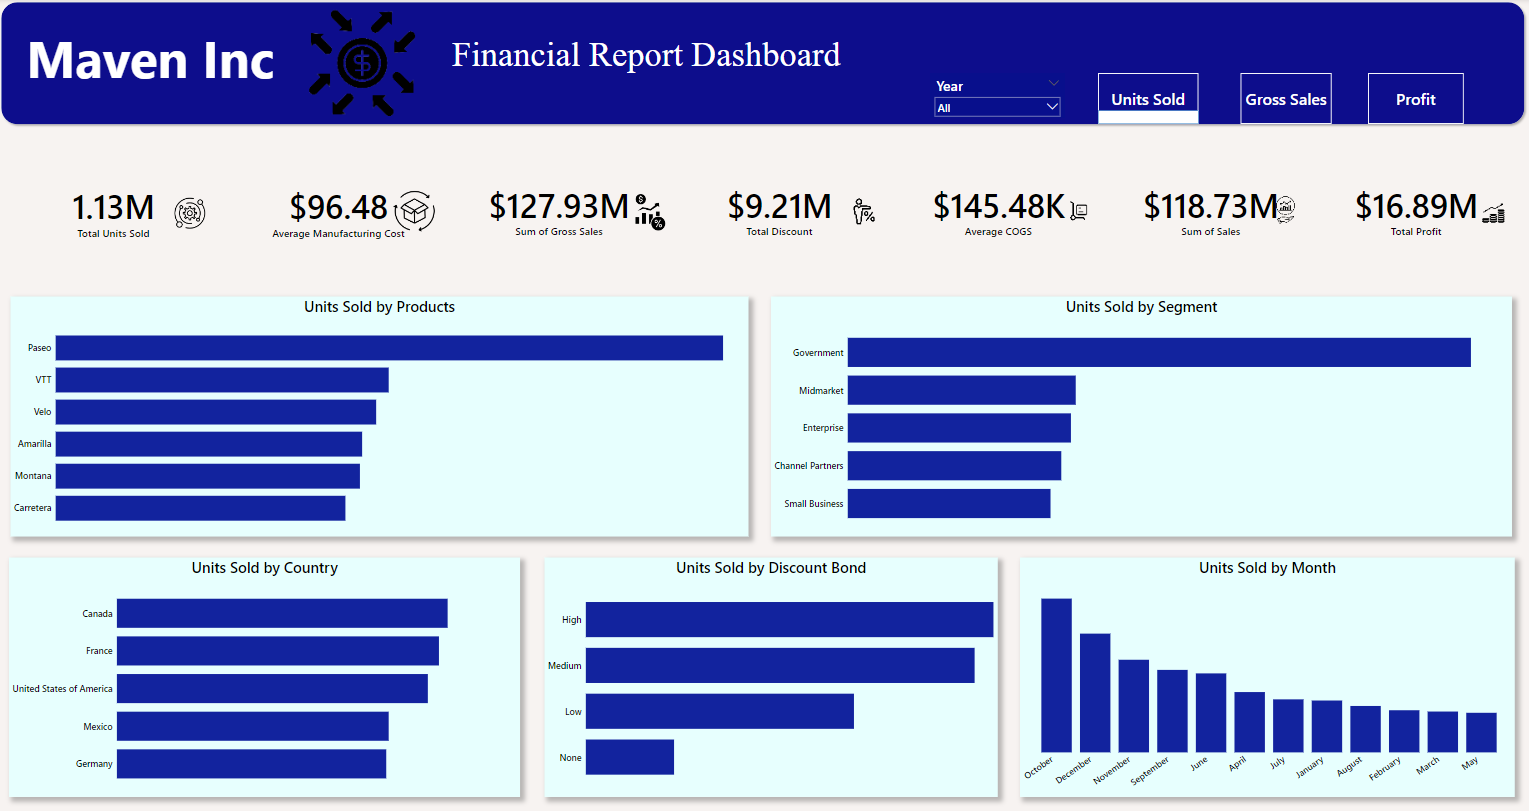 Maven Inc
Financial Report Dashboard
Year
All
Units Sold
Gross Sales
Profit
1.13M
Total Units Sold
$96.48
Average Manufacturing Cost
$127.93M
Sum of Gross Sales
$9.21M
Total Discount
$145.48K
Average COGS
$118.73M
Sum of Sales
$16.89M
Total Profit
Units Sold by Products
Paseo
VTT
Velo
Amarilla
Montana
Carretera
Units Sold by Segment
Government
Midmarket
Enterprise
Channel Partners
Small Business
Units Sold by Country
Canada
France
United States of America
Mexico
Germany
Units Sold by Discount Bond
High
Medium
Low
None
Units Sold by Month
October
December
November
September
June
April
July
January
August
February
March
May